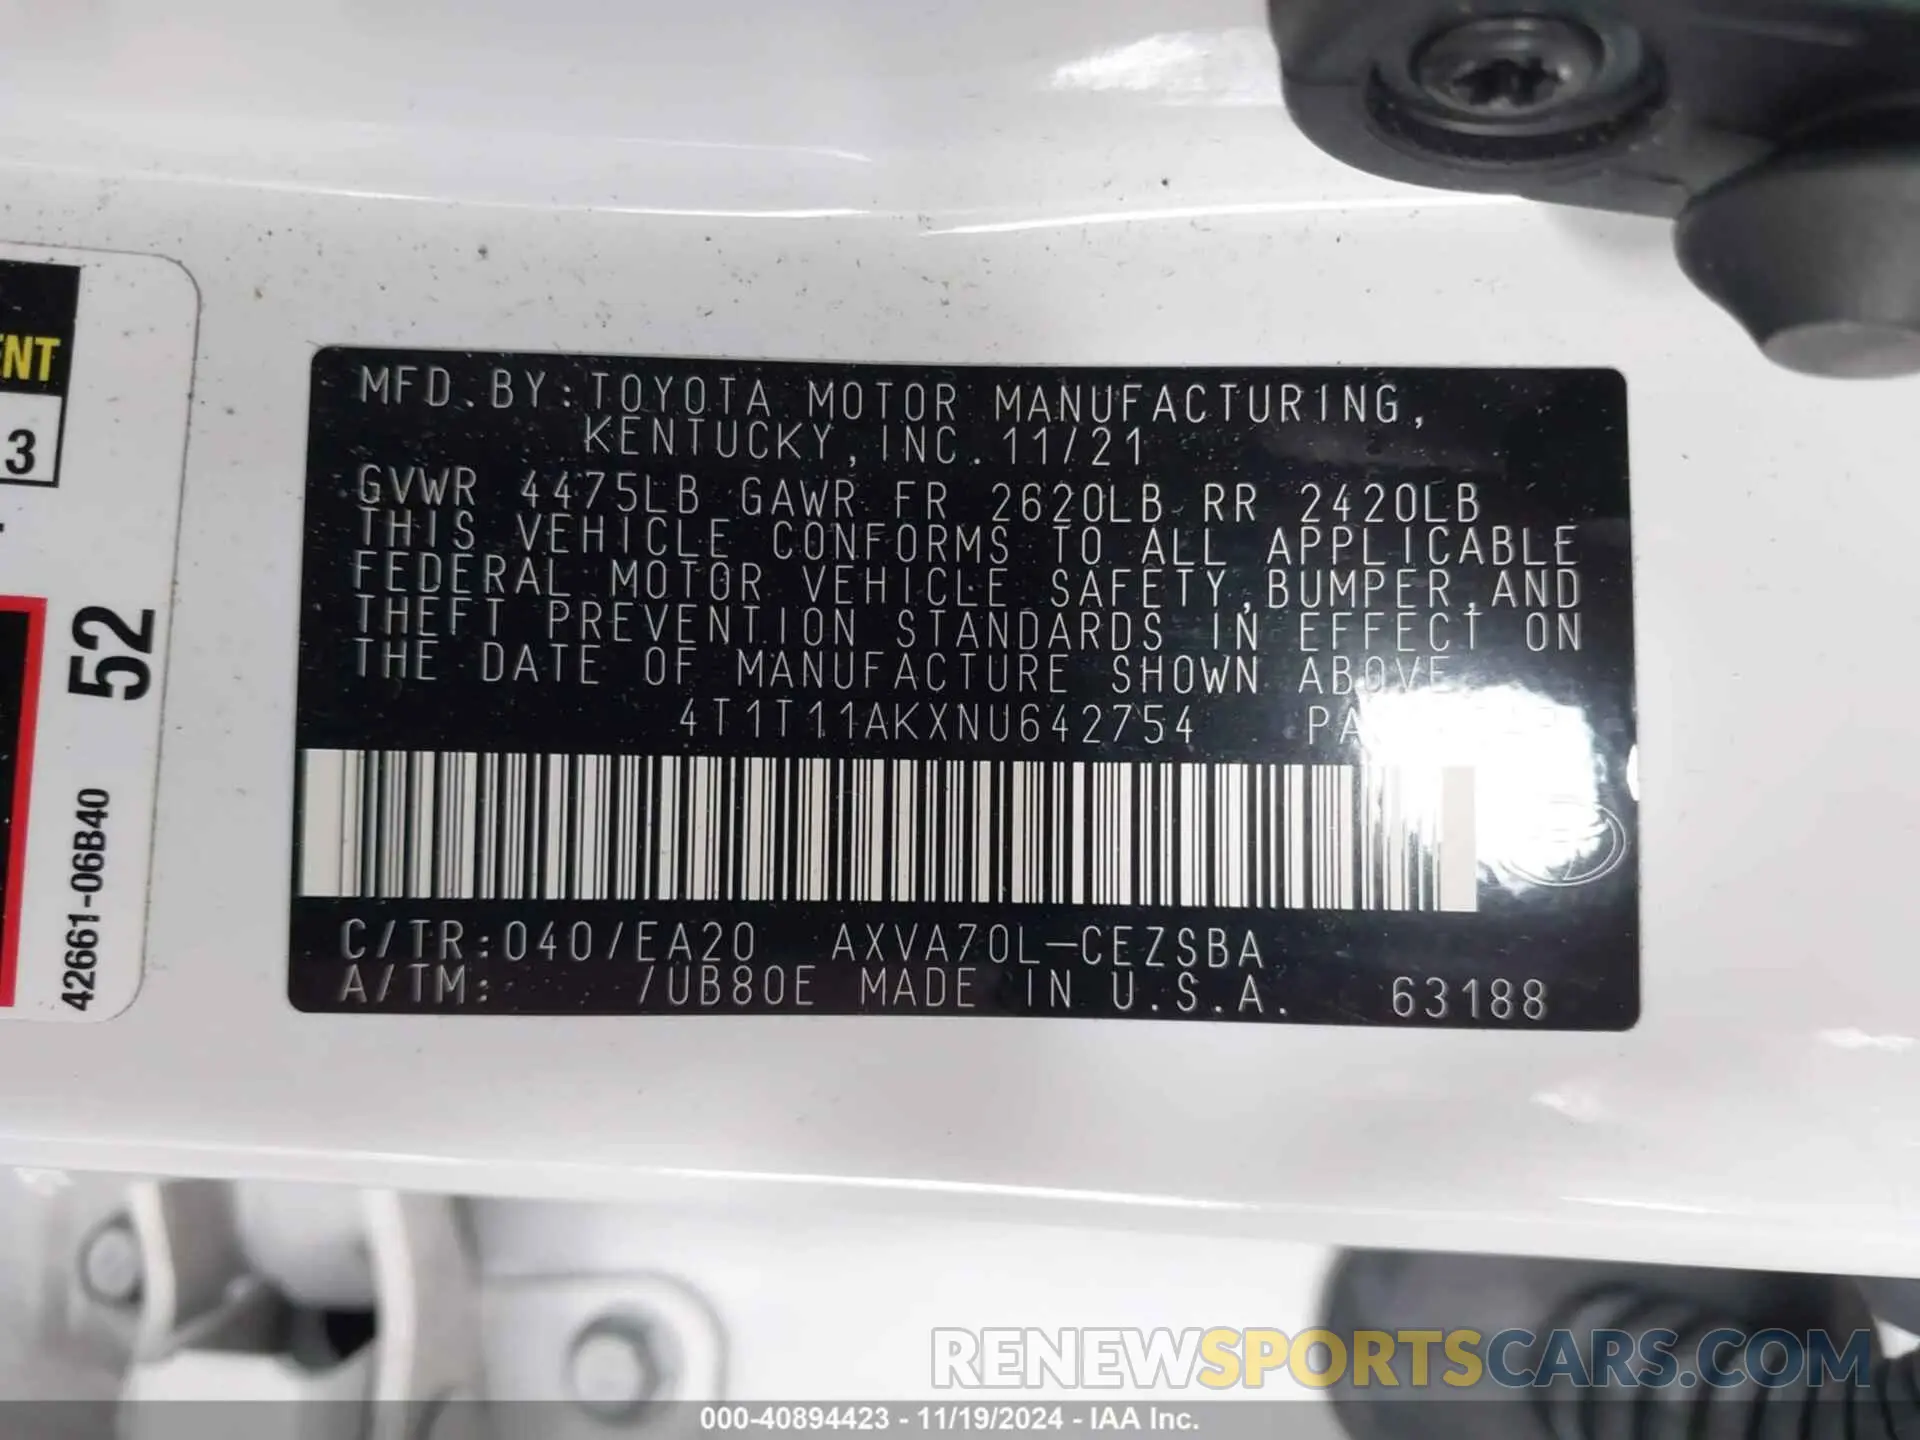 MFD. BY: TOYOTA MOTOR MANUFACTURING,
KENTUCKY, INC. 11/21
GVWR 4475LB GAWR FR 2620LB RR 2420LB
THIS VEHICLE CONFORMS TO ALL APPLICABLE
FEDERAL MOTOR VEHICLE SAFETY, BUMPER, AND
THEFT PREVENTION STANDARDS IN EFFECT ON
THE DATE OF MANUFACTURE SHOWN ABOVE.
4T1T11AKXNU642754
C/TR: 040/EA20 AXVA70L-CEZSBA
A/TM: /UB80E MADE IN U.S.A. 63188
3
52
42661-06B40
RENEWSPORTSCARS.COM
000-40894423 - 11/19/2024 - IAA Inc.